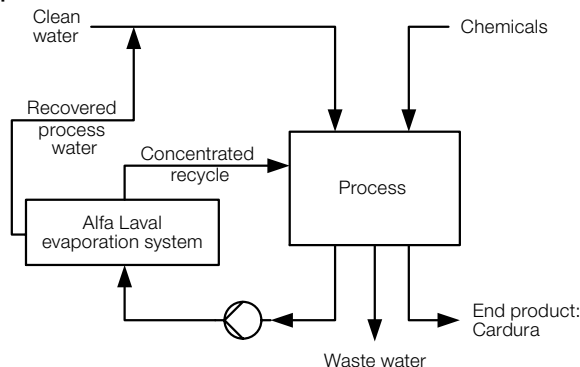 Clean
water
Chemicals
Recovered
process
water
Concentrated
recycle
Process
Alfa Laval
evaporation system
End product:
Cardura
Waste water